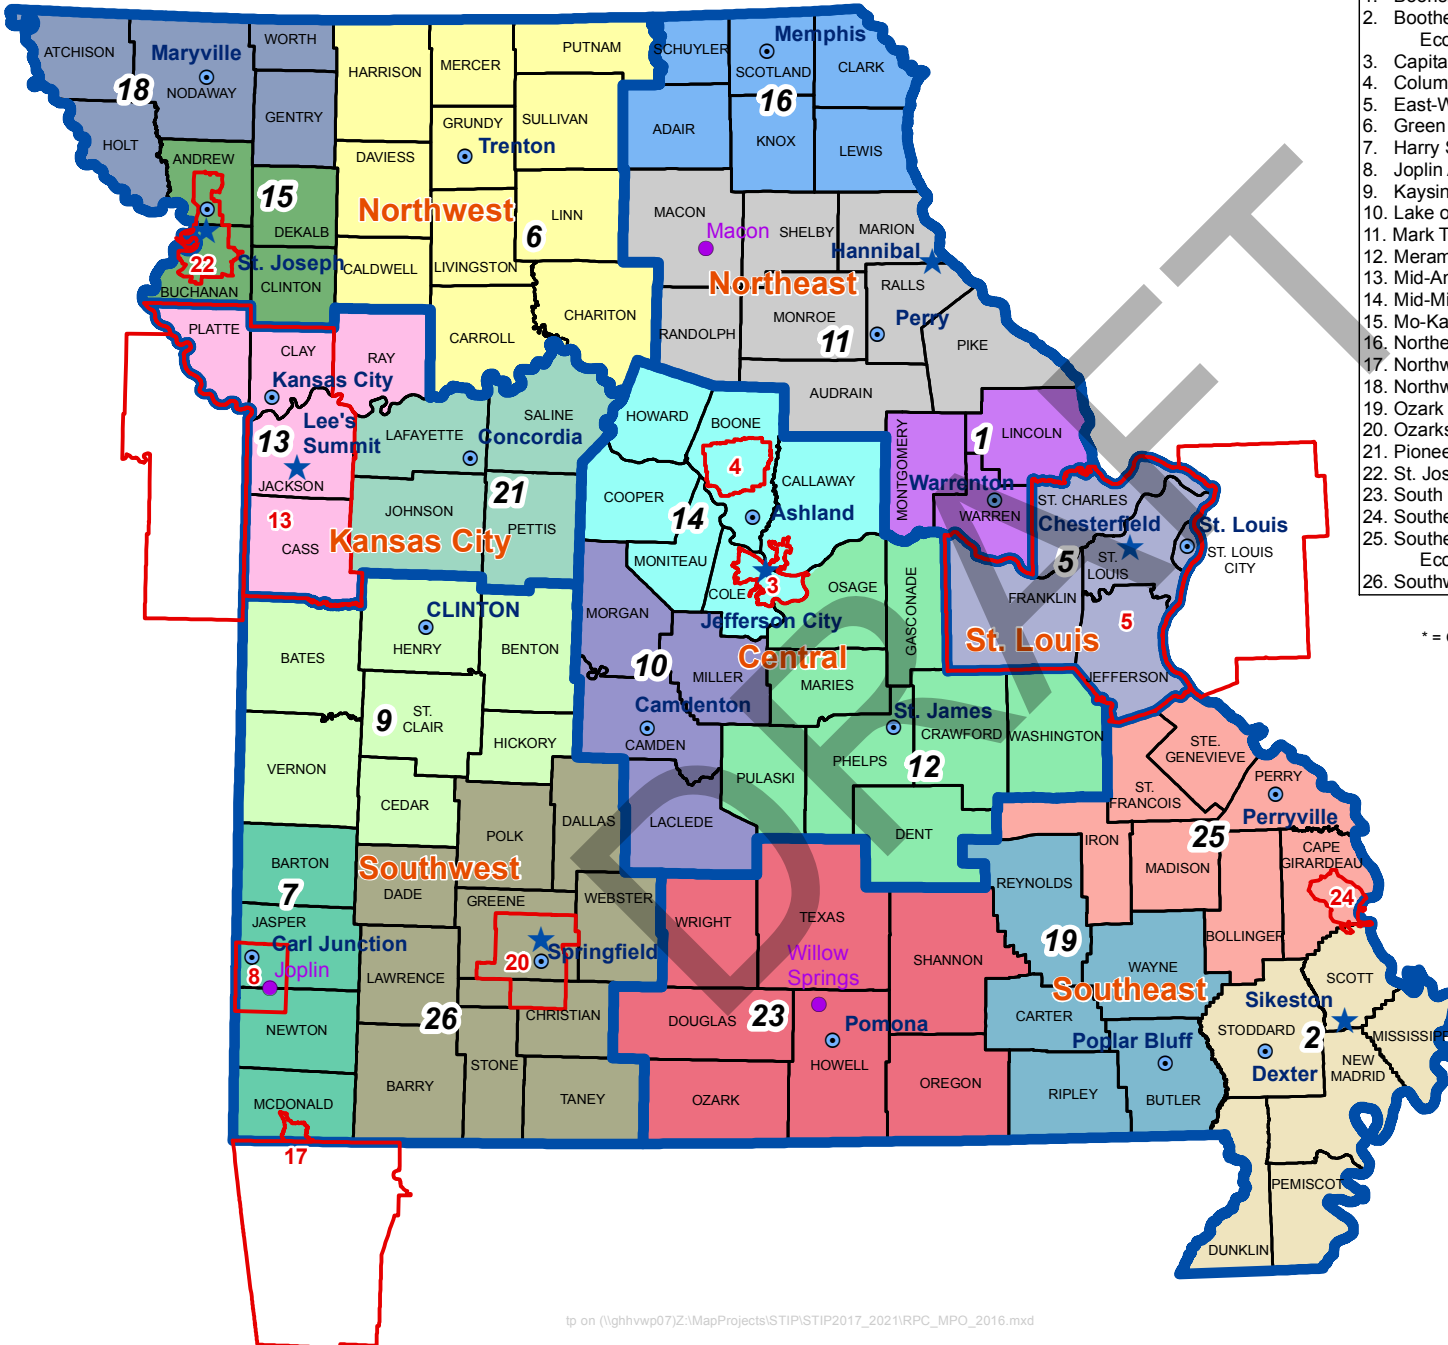 ATCHISON
Maryville
NODAWAY
WORTH
18
HOLT
GENTRY
HARRISON
MERCER
PUTNAM
GRUNDY
SULLIVAN
Trenton
DAVIESS
Northwest
LINN
6
CALDWELL
LIVINGSTON
CARROLL
CHARITON
ANDREW
15
DEKALB
St. Joseph
22
BUCHANAN
CLINTON
SCHUYLER
Memphis
SCOTLAND
CLARK
16
ADAIR
KNOX
LEWIS
MACON
Macon
SHELBY
MARION
Hannibal
Northeast
RALLS
RANDOLPH
MONROE
11
Perry
PIKE
AUDRAIN
PLATTE
CLAY
RAY
Kansas City
13
Lee's
Summit
JACKSON
13
CASS
LAFAYETTE
SALINE
Concordia
JOHNSON
21
PETTIS
Kansas City
HOWARD
BOONE
4
COOPER
14
CALLAWAY
Ashland
MONITEAU
COLE
3
Jefferson City
MONTGOMERY
1
LINCOLN
Warrenton
WARREN
ST. CHARLES
Chesterfield
St. Louis
ST. LOUIS
CITY
5
ST.
LOUIS
FRANKLIN
St. Louis
5
JEFFERSON
CLINTON
HENRY
BENTON
BATES
9
ST.
CLAIR
HICKORY
VERNON
CEDAR
MORGAN
10
MILLER
Central
Camdenton
CAMDEN
LACLEDE
OSAGE
GASCONADE
MARIES
St. James
CRAWFORD
WASHINGTON
PHELPS
12
PULASKI
DENT
BARTON
7
JASPER
Carl Junction
8
Joplin
NEWTON
MCDONALD
17
POLK
DALLAS
Southwest
DADE
GREENE
WEBSTER
Springfield
20
LAWRENCE
26
CHRISTIAN
BARRY
STONE
TANEY
WRIGHT
TEXAS
Willow
Springs
SHANNON
DOUGLAS
23
Pomona
HOWELL
OZARK
OREGON
STE.
GENEVIEVE
PERRY
ST.
FRANCOIS
Perryville
25
IRON
MADISON
CAPE
GIRARDEAU
24
BOLLINGER
REYNOLDS
19
WAYNE
Southeast
CARTER
Poplar Bluff
RIPLEY
BUTLER
SCOTT
Sikeston
STODDARD
2
MISSISSIP
NEW
MADRID
Dexter
PEMISCOT
DUNKLIN
DRAFT
2. Boothe
Eco
3. Capita
4. Colum
5. East-W
6. Green
7. Harry S
8. Joplin
9. Kaysin
10. Lake o
11. Mark T
12. Meram
13. Mid-Am
14. Mid-Mi
15. Mo-Ka
16. Northe
17. Northw
18. Northw
19. Ozark
20. Ozarks
21. Pionee
22. St. Jos
23. South
24. Southe
25. Southe
Eco
26. Southw
* =
tp on (\\ghhvwp07)Z:\MapProjects\STIP\STIP2017_2021\RPC_MPO_2016.mxd